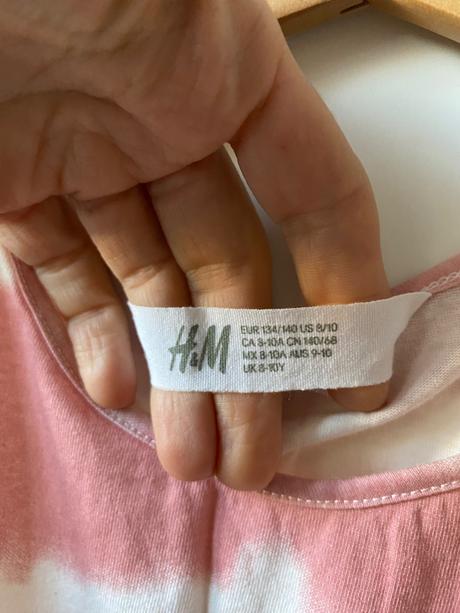 H&M
EUR 134/140 US 8/10
CA 8-10A CN 140/68
MX 8-10A AUS 9-10
UK 8-10Y